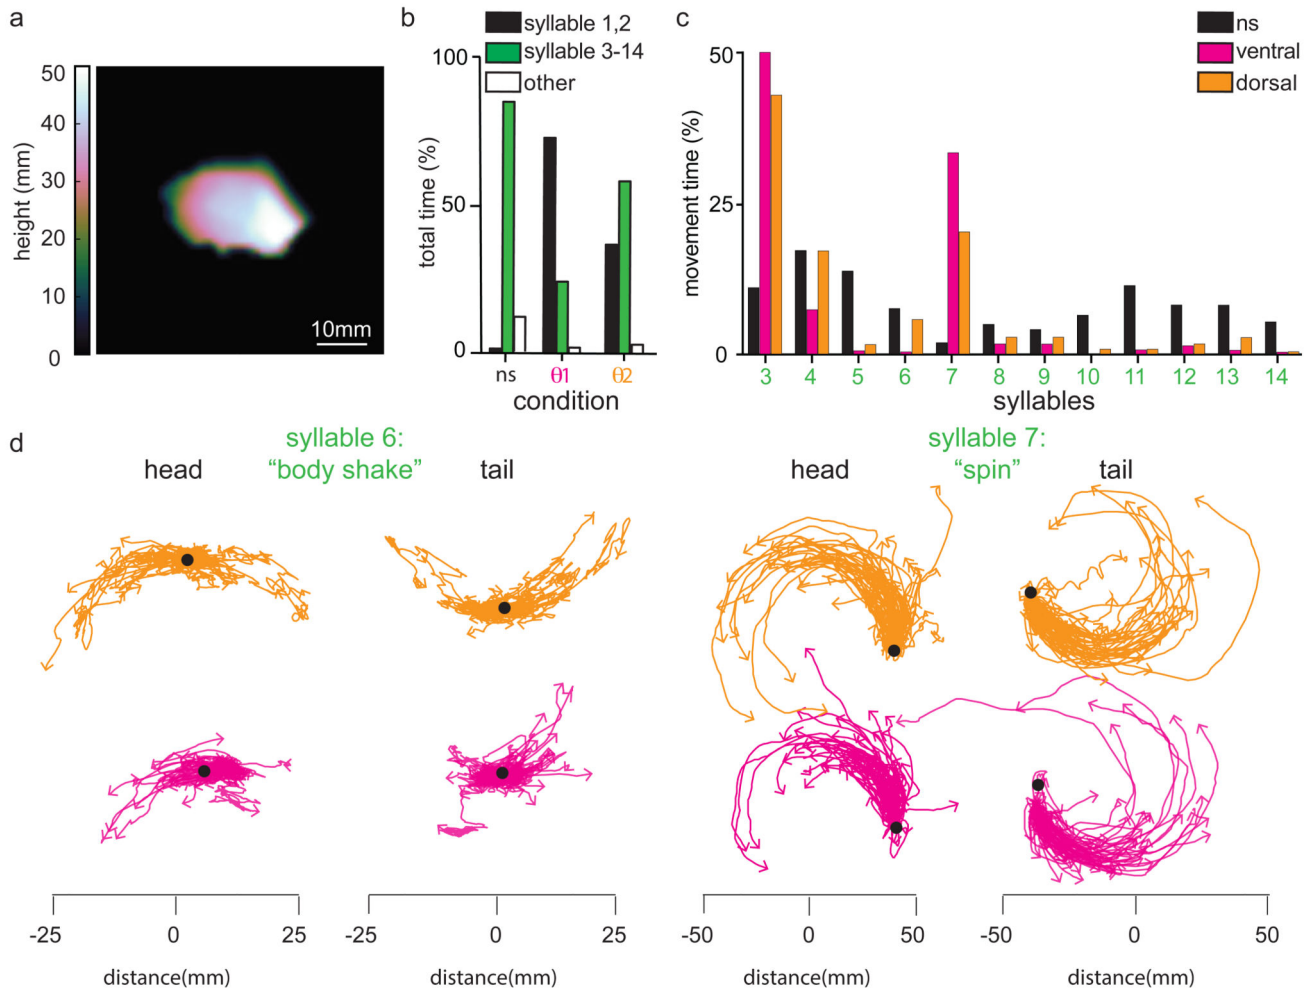 a
50
40
30
20
10
0
height (mm)
10mm
b
syllable 1,2
syllable 3-14
other
100
50
0
total time (%)
ns
θ1
θ2
condition
c
ns
ventral
dorsal
50
25
0
movement time (%)
3 4 5 6 7 8 9 10 11 12 13 14
syllables
d
syllable 6:
head "body shake" tail
syllable 7:
head "spin" tail
-25 0 25
distance(mm)
-25 0 25
distance(mm)
-50 0 50
distance(mm)
-50 0 50
distance(mm)